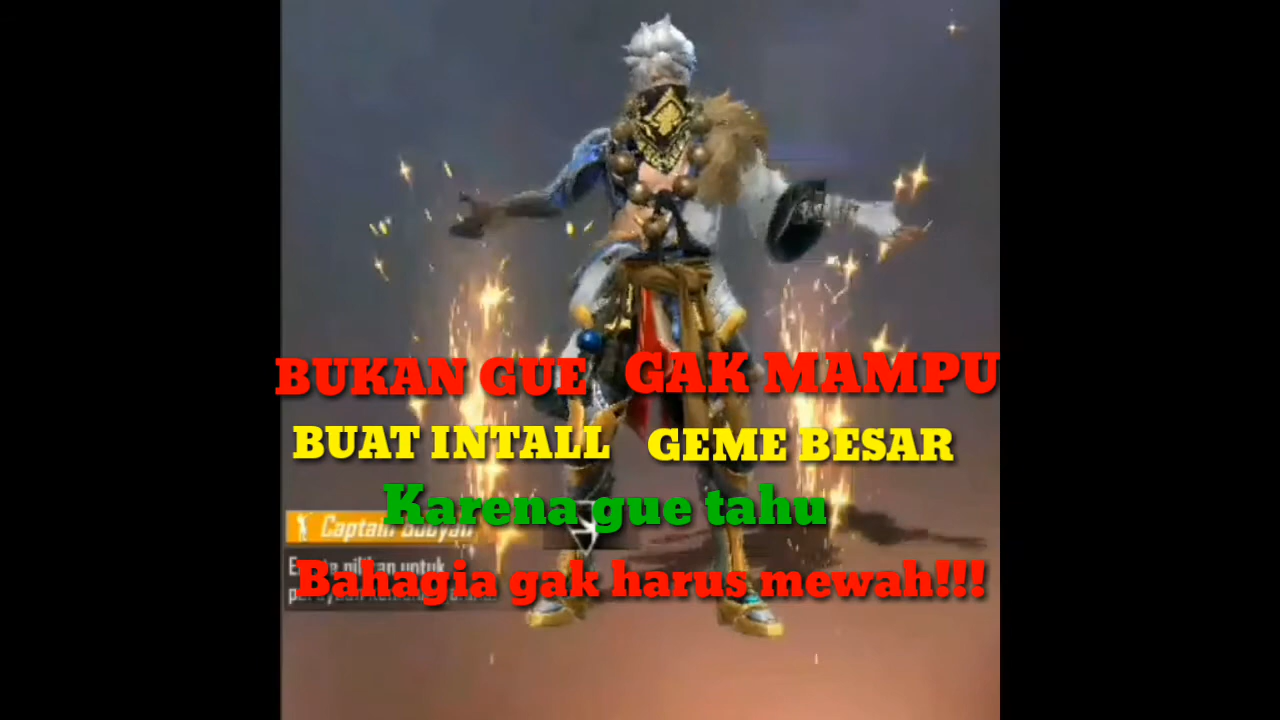 BUKAN GUE GAK MAMPU
BUAT INTALL GEME BESAR
Karena gue tahu
Captain Booyah
Bahagia gak harus mewah!!!